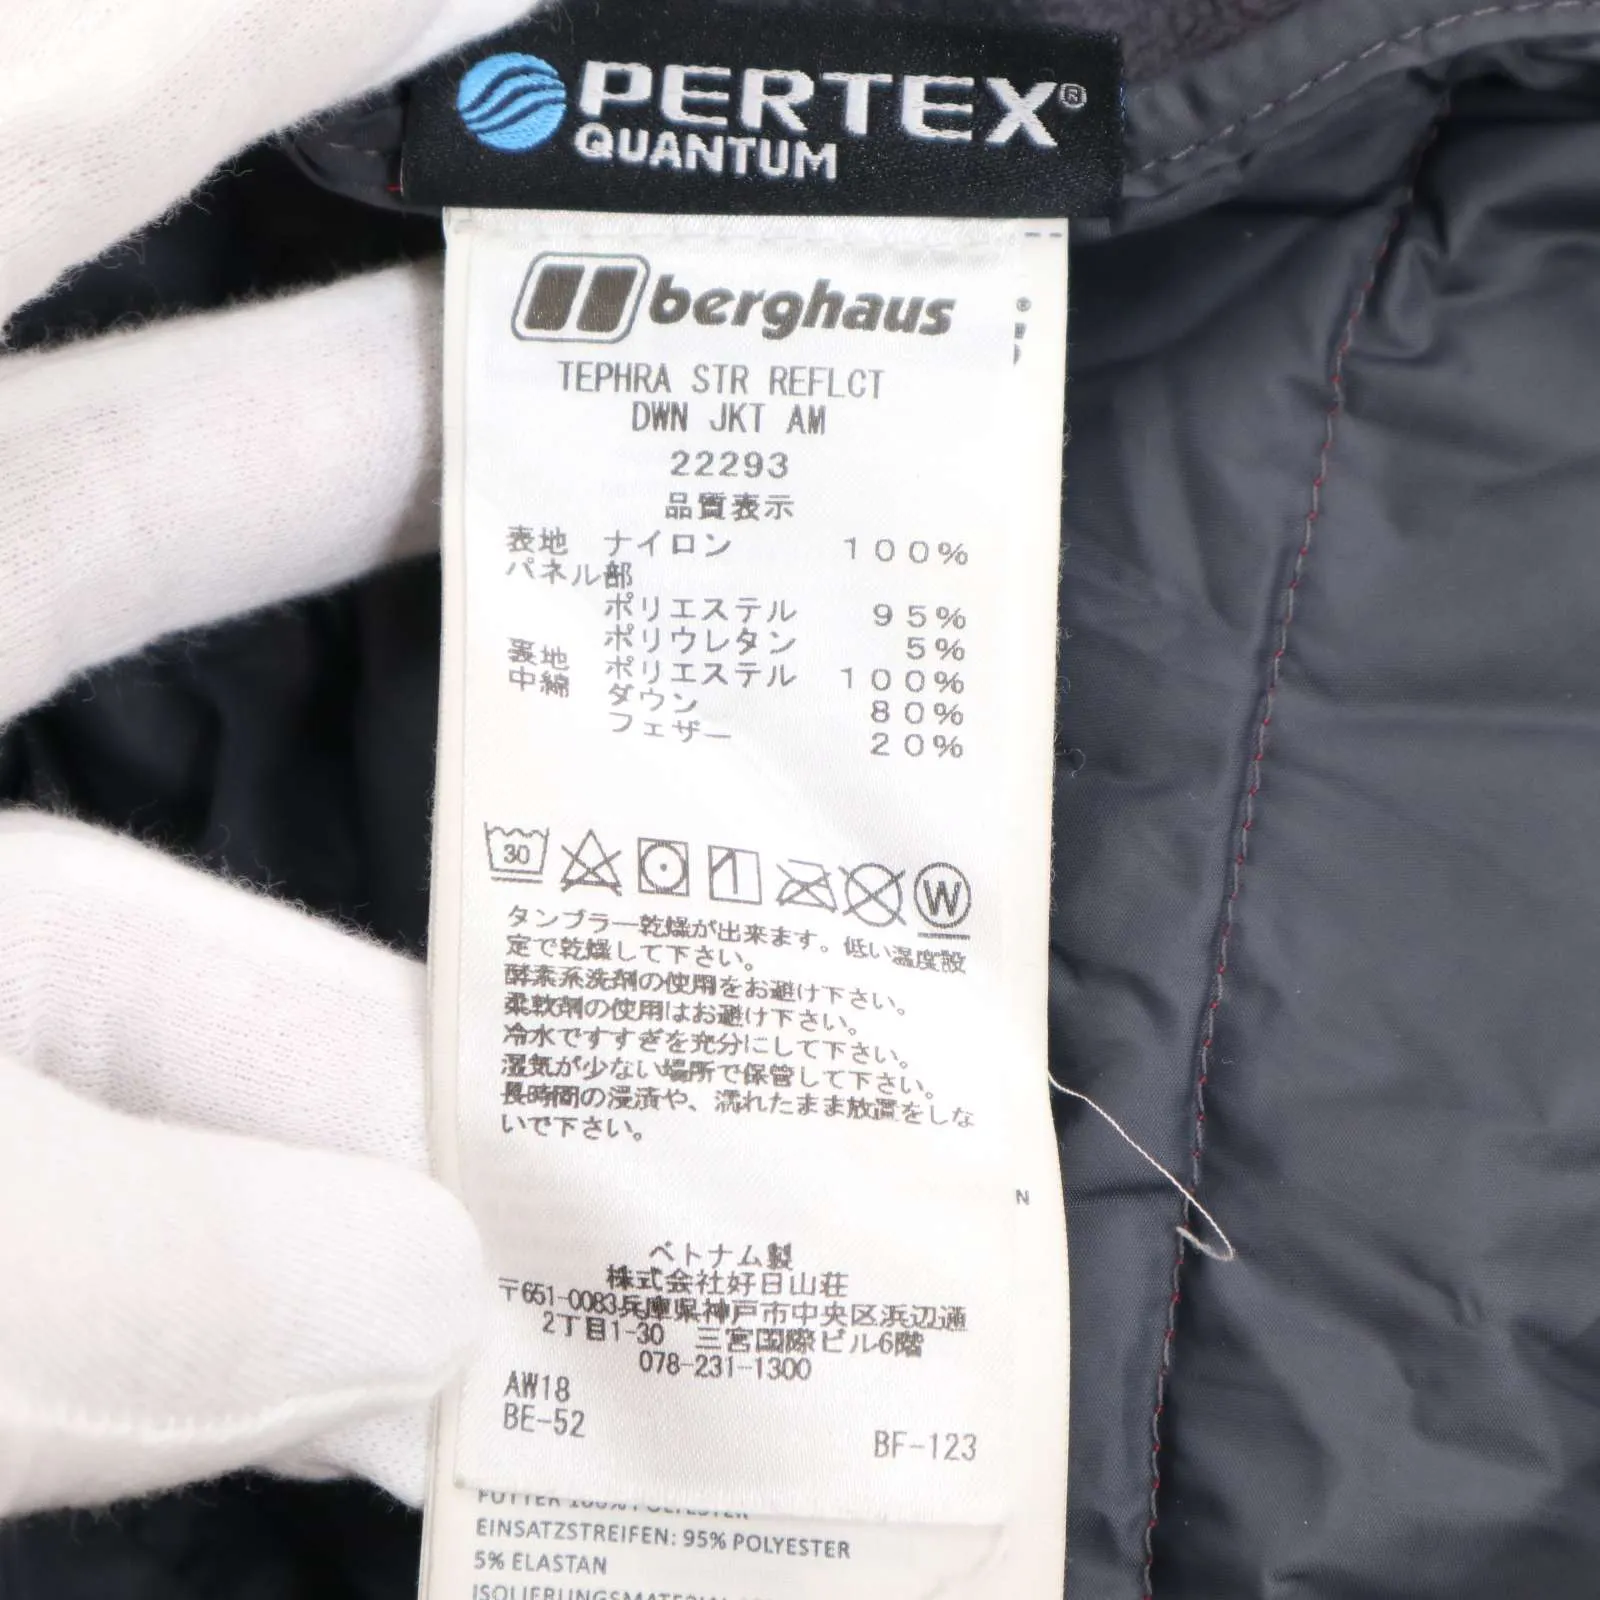 PERTEX®
QUANTUM
berghaus
TEPHRA STR REFLCT
DWN JKT AM
22293
品質表示
表地 ナイロン 100%
パネル部
ポリエステル 95%
ポリウレタン 5%
裏地 ポリエステル 100%
中綿 ダウン 80%
フェザー 20%
30
W
タンブラー乾燥が出来ます。低い温度設
定で乾燥して下さい。
酵素系洗剤の使用をお避け下さい。
柔軟剤の使用はお避け下さい。
冷水ですすぎを充分にして下さい。
湿気が少ない場所で保管して下さい。
長時間の浸漬や、濡れたまま放置をしな
いで下さい。
N
ベトナム製
株式会社好日山荘
〒651-0083兵庫県神戸市中央区浜辺通
2丁目1-30 三宮国際ビル6階
078-231-1300
AW18
BE-52
BF-123
FUTTER 100% POLYESTER
EINSATZSTREIFEN: 95% POLYESTER
5% ELASTAN